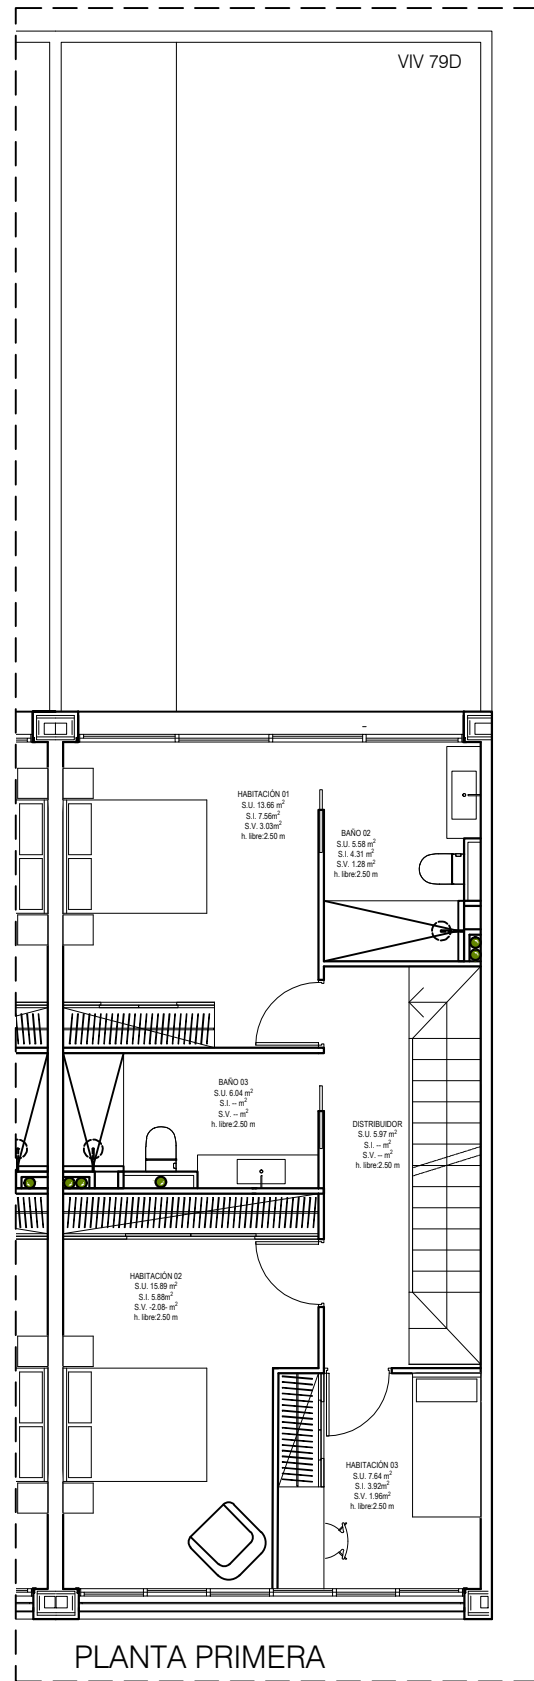 VIV 79D
HABITACIÓN 01
S.U. 13.66 m²
S.I. 7.56m²
S.V. 3.03m²
h. libre:2.50 m
BAÑO 02
S.U. 5.58 m²
S.I. 4.31 m²
S.V. 1.28 m²
h. libre:2.50 m
BAÑO 03
S.U. 6.04 m²
S.I. -- m²
S.V. -- m²
h. libre:2.50 m
DISTRIBUIDOR
S.U. 5.97 m²
S.I. -- m²
S.V. -- m²
h. libre:2.50 m
HABITACIÓN 02
S.U. 15.89 m²
S.I. 5.88m²
S.V. -2.08- m²
h. libre:2.50 m
HABITACIÓN 03
S.U. 7.64 m²
S.I. 3.92m²
S.V. 1.96m²
h. libre:2.50 m
PLANTA PRIMERA